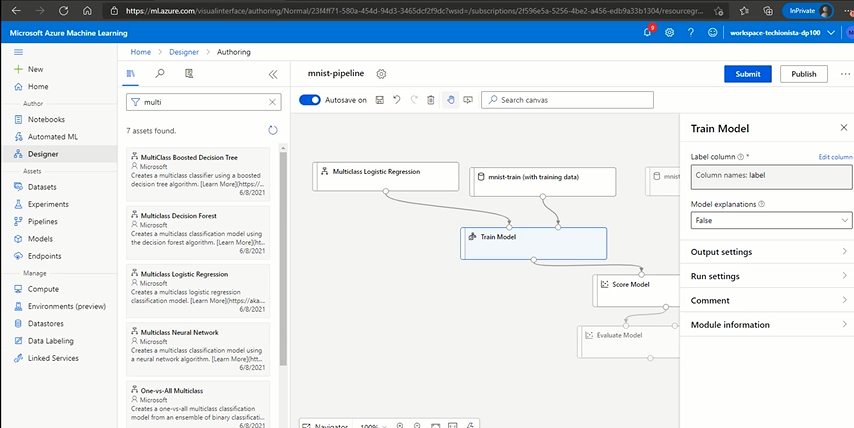 https://ml.azure.com/visualinterface/authoring/Normal/23f4ff71-580a-454d-94d3-3465dcf2f9dc?wsid=/subscriptions/2f596e5a-5256-4be2-a456-edb9a33b1304/resourcegr...
InPrivate
Microsoft Azure Machine Learning
9
workspace-techionista-dp100
Home > Designer > Authoring
New
Home
Author
Notebooks
Automated ML
Designer
Assets
Datasets
Experiments
Pipelines
Models
Endpoints
Manage
Compute
Environments (preview)
Datastores
Data Labeling
Linked Services
multi
7 assets found.
MultiClass Boosted Decision Tree
Microsoft
Creates a multiclass classifier using a
boosted decision tree algorithm. [Learn More](https:/...
6/8/2021
Multiclass Decision Forest
Microsoft
Creates a multiclass classification model using
the decision forest algorithm. [Learn More](ht...
6/8/2021
Multiclass Logistic Regression
Microsoft
Creates a multiclass logistic regression
classification model. [Learn More](https://aka....
6/8/2021
Multiclass Neural Network
Microsoft
Creates a multiclass classification model using
a neural network algorithm. [Learn More](htt...
6/8/2021
One-vs-All Multiclass
Microsoft
Creates a one-vs-all multiclass classification
model from an ensemble of binary classificati...
6/8/2021
mnist-pipeline
Submit
Publish
Autosave on
Search canvas
Multiclass Logistic Regression
mnist-train (with training data)
mnist-
Train Model
Score Model
Evaluate Model
Navigator
100%
Train Model
Label column *
Edit column
Column names: label
Model explanations
False
Output settings
Run settings
Comment
Module information